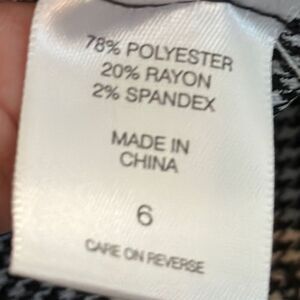 78% POLYESTER
20% RAYON
2% SPANDEX
MADE IN
CHINA
6
CARE ON REVERSE